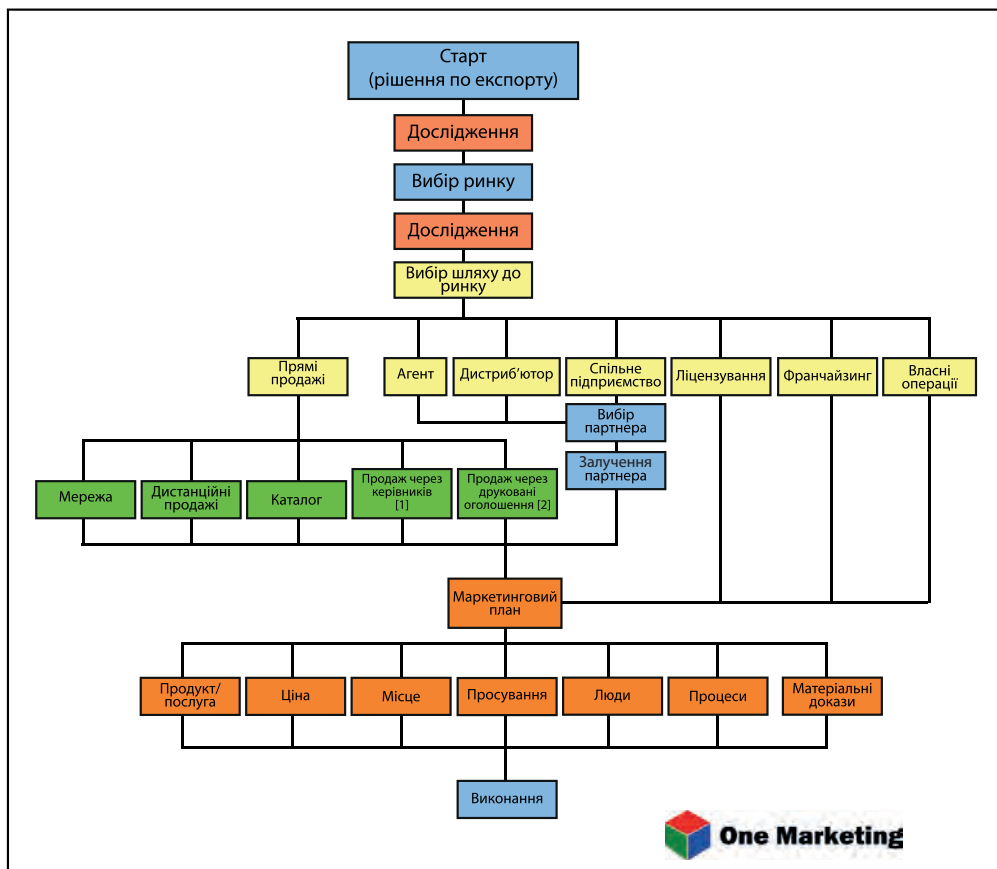 Старт
(рішення по експорту)
Дослідження
Вибір ринку
Дослідження
Вибір шляху до
ринку
Прямі
продажі
Агент
Дистриб'ютор
Спільне
підприємство
Ліцензування
Франчайзинг
Власні
операції
Вибір
партнера
Залучення
партнера
Мережа
Дистанційні
продажі
Каталог
Продаж через
керівників
[1]
Продаж через
друковані
оголошення [2]
Маркетинговий
план
Продукт/
послуга
Ціна
Місце
Просування
Люди
Процеси
Матеріальні
докази
Виконання
One Marketing